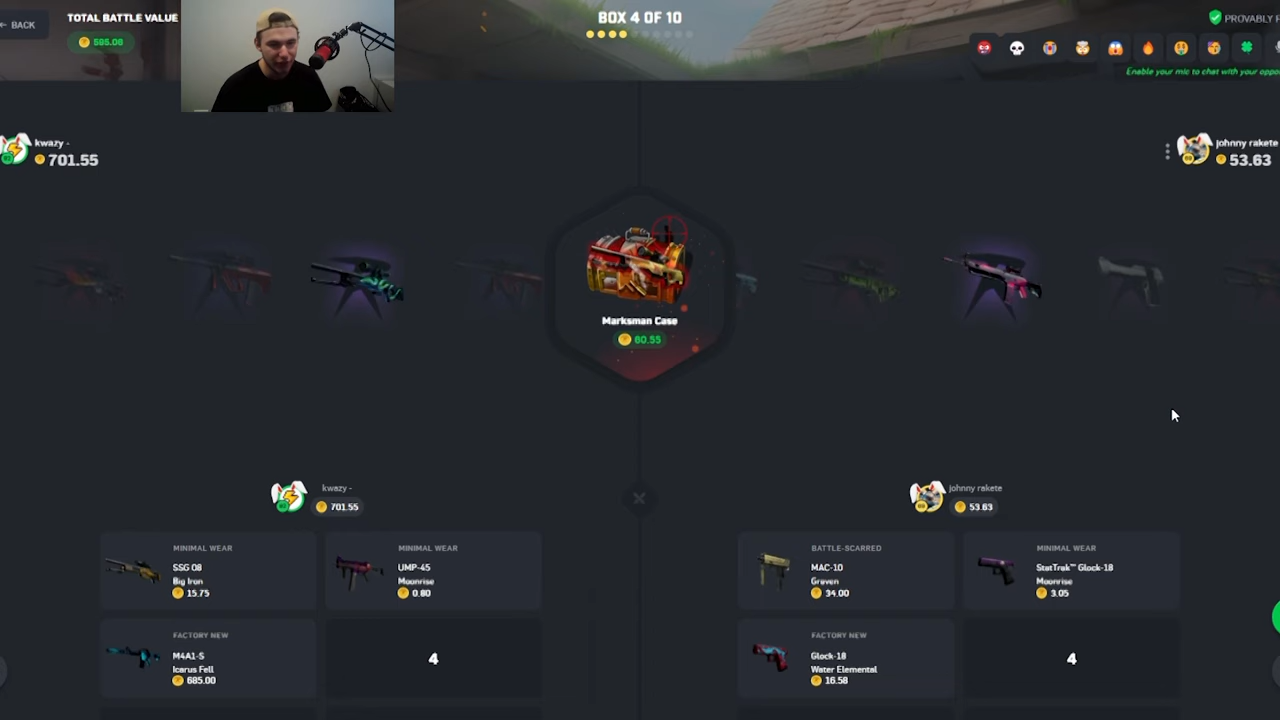 BACK
TOTAL BATTLE VALUE
595.06
BOX 4 OF 10
PROVABLY F
Enable your mic to chat with your oppo
kwazy -
701.55
johnny rakete
53.63
Marksman Case
60.55
kwazy -
701.55
johnny rakete
53.63
MINIMAL WEAR
SSG 08
Big Iron
15.75
MINIMAL WEAR
UMP-45
Moonrise
0.80
BATTLE-SCARRED
MAC-10
Graven
34.00
MINIMAL WEAR
StatTrak™ Glock-18
Moonrise
3.05
FACTORY NEW
M4A1-S
Icarus Fell
685.00
4
FACTORY NEW
Glock-18
Water Elemental
16.58
4